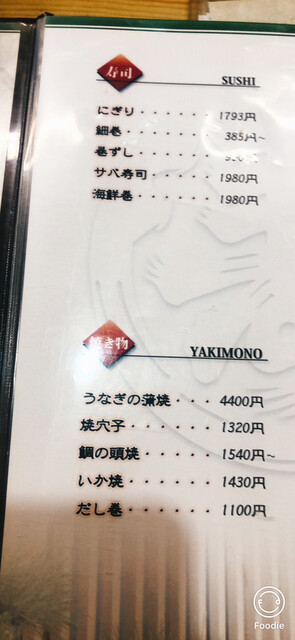 寿司
SUSHI
にぎり・・・・・・1793円
細巻・・・・・・385円~
巻ずし・・・・・・円~
サバ寿司・・・・・1980円
海鮮巻・・・・・・1980円
焼き物
YAKIMONO
うなぎの蒲焼・・・4400円
焼穴子・・・・・・1320円
鯛の頭焼・・・・・1540円~
いか焼・・・・・・1430円
だし巻・・・・・・1100円
Foodie